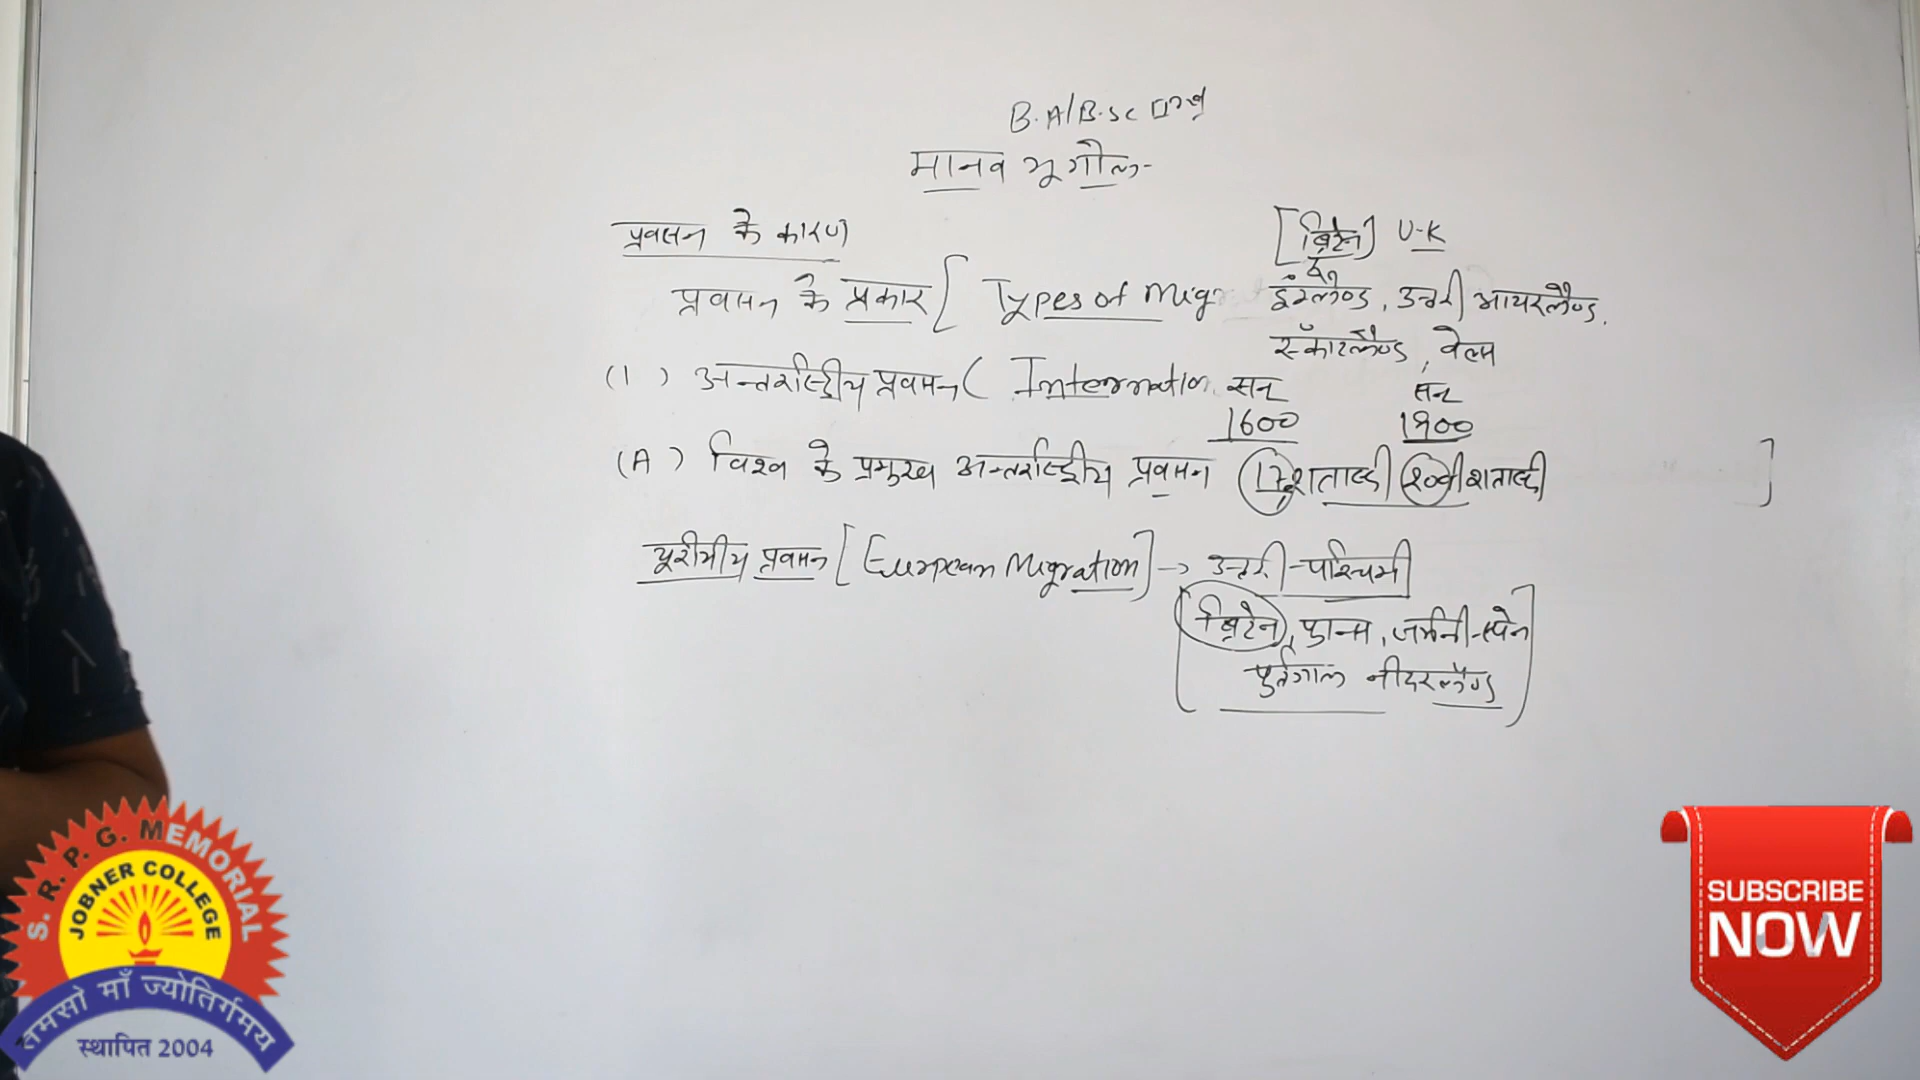 B.A/B.sc
मानव भूगोल-
प्रवसन के कारण
[ब्रिटेन] U-K
प्रवसन के प्रकार [ Types of Migr
इंग्लैण्ड, उत्तरी आयरलैण्ड,
स्कॉटलैण्ड, वेल्स
(1) अन्तर्राष्ट्रीय प्रवसन ( Internation
सन् सन्
1600 1900
(A) विश्व के प्रमुख अन्तर्राष्ट्रीय प्रवसन 17 शताब्दी 20वी शताब्दी ]
यूरोपीय प्रवसन [European Migration] → उत्तरी-पश्चिमी
[ब्रिटेन, फ्रान्स, जर्मनी-स्पेन
पुर्तगाल नीदरलैण्ड]
S. R. P. G. MEMORIAL
JOBNER COLLEGE
तमसो माँ ज्योतिर्गमय
स्थापित 2004
SUBSCRIBE
NOW